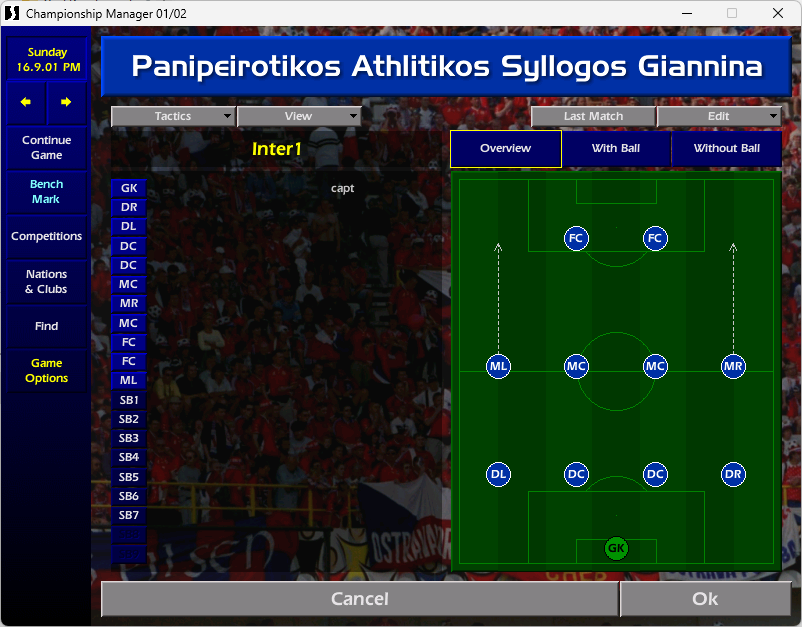 Championship Manager 01/02
Sunday
16.9.01 PM
Continue
Game
Bench
Mark
Competitions
Nations
& Clubs
Find
Game
Options
Panipeirotikos Athlitikos Syllogos Giannina
Tactics
View
Last Match
Edit
Inter1
Overview
With Ball
Without Ball
GK capt
DR
DL
DC
DC
MC
MR
MC
FC
FC
ML
SB1
SB2
SB3
SB4
SB5
SB6
SB7
FC FC
ML MC MC MR
DL DC DC DR
GK
Cancel
Ok